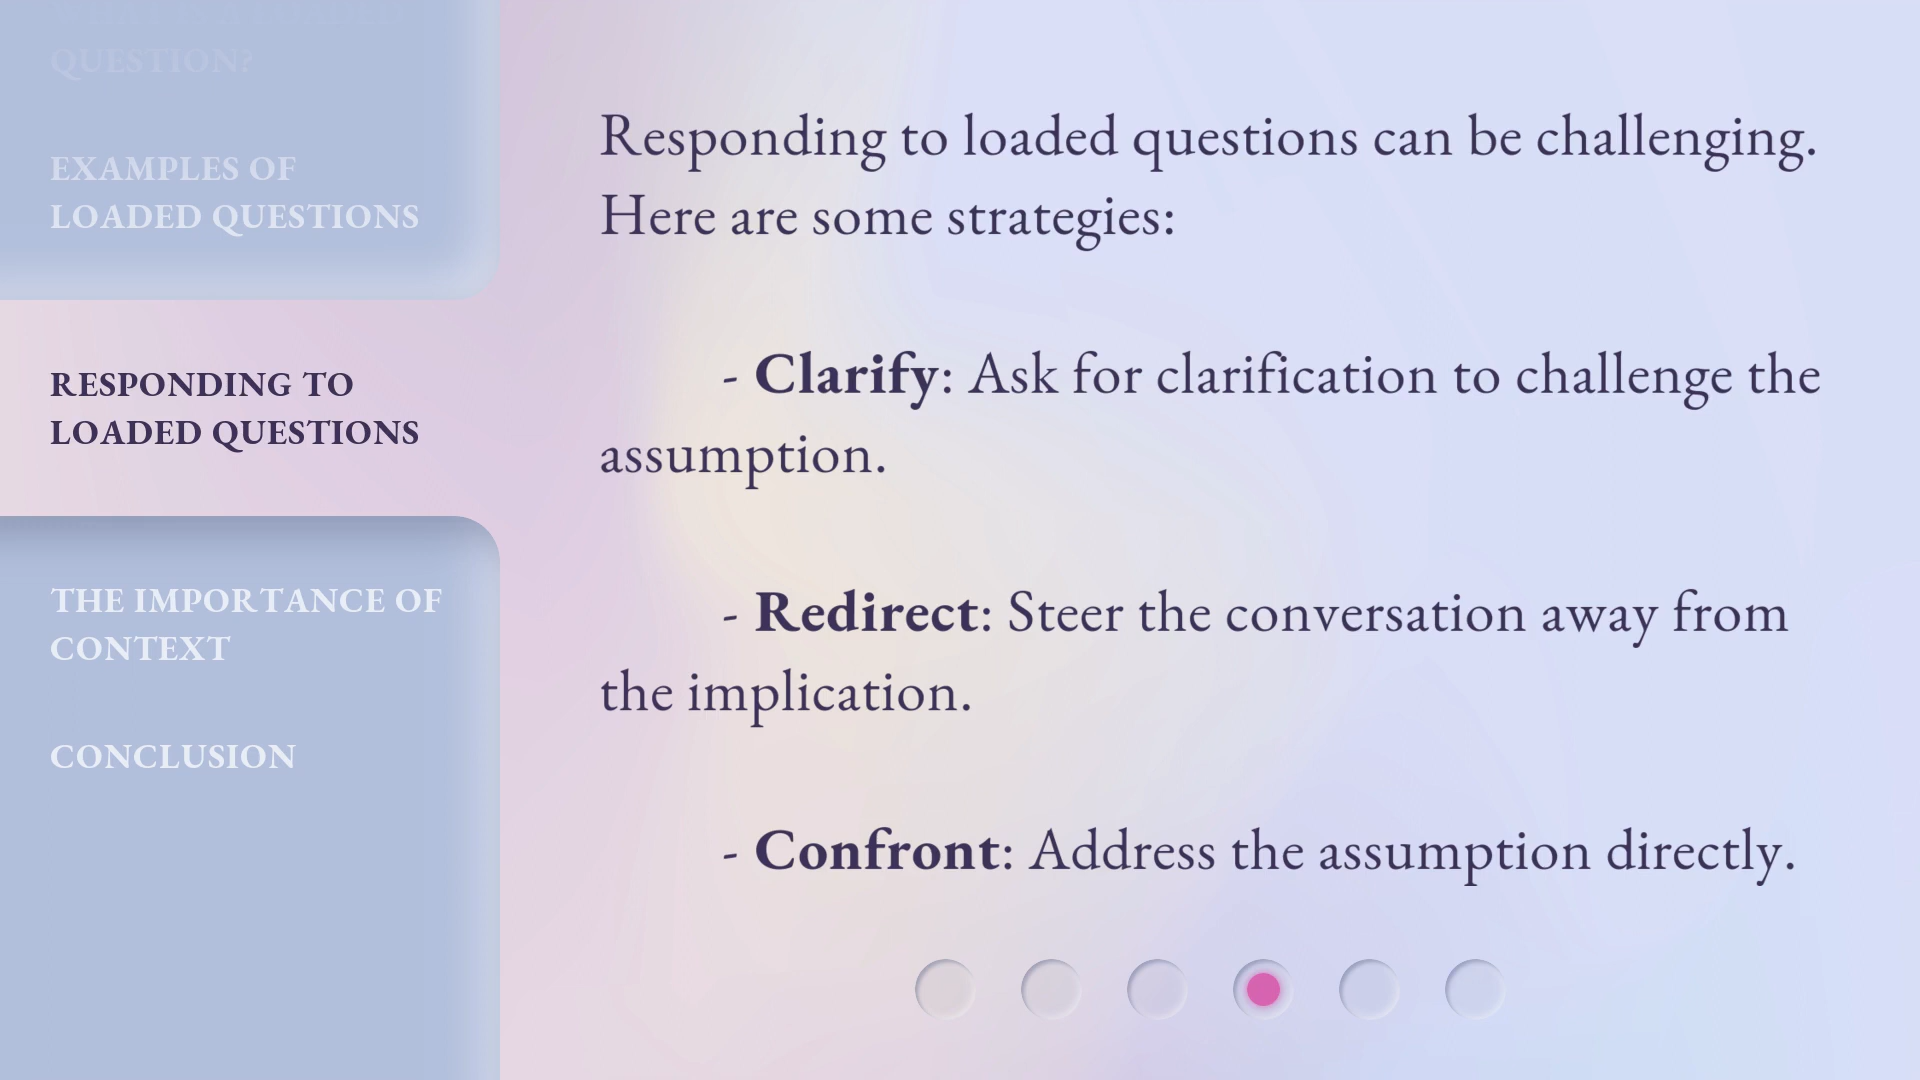 QUESTION?
EXAMPLES OF
LOADED QUESTIONS
RESPONDING TO
LOADED QUESTIONS
THE IMPORTANCE OF
CONTEXT
CONCLUSION
Responding to loaded questions can be challenging.
Here are some strategies:
- Clarify: Ask for clarification to challenge the
assumption.
- Redirect: Steer the conversation away from
the implication.
- Confront: Address the assumption directly.